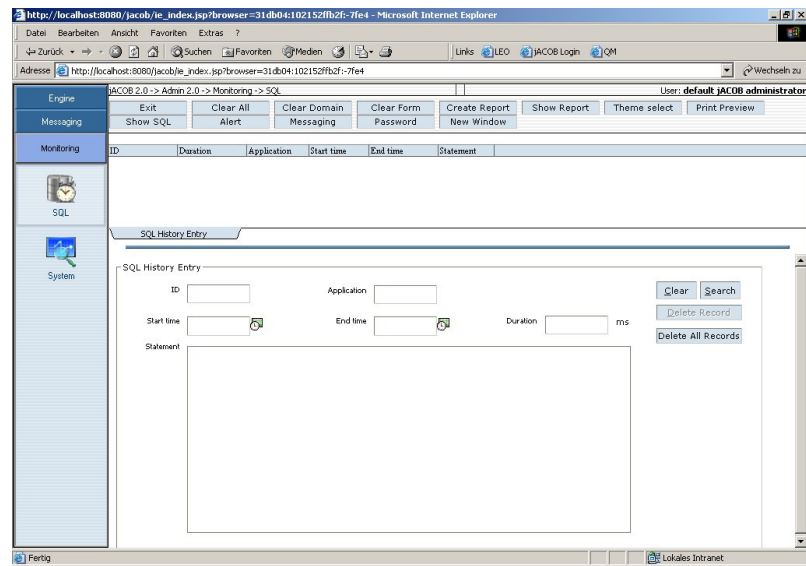 http://localhost:8080/jacob/ie_index.jsp?browser=31db04:102152ffb2f:-7fe4 - Microsoft Internet Explorer
Datei Bearbeiten Ansicht Favoriten Extras ?
Zurück Suchen Favoriten Medien Links LEO jACOB Login QM
Adresse http://localhost:8080/jacob/ie_index.jsp?browser=31db04:102152ffb2f:-7fe4 Wechseln zu
jACOB 2.0 -> Admin 2.0 -> Monitoring -> SQL User: default jACOB administrator
Engine
Messaging
Monitoring
SQL
System
Exit Clear All Clear Domain Clear Form Create Report Show Report Theme select Print Preview
Show SQL Alert Messaging Password New Window
ID Duration Application Start time End time Statement
SQL History Entry
SQL History Entry
ID Application Clear Search
Delete Record
Start time End time Duration ms
Delete All Records
Statement
Fertig Lokales Intranet